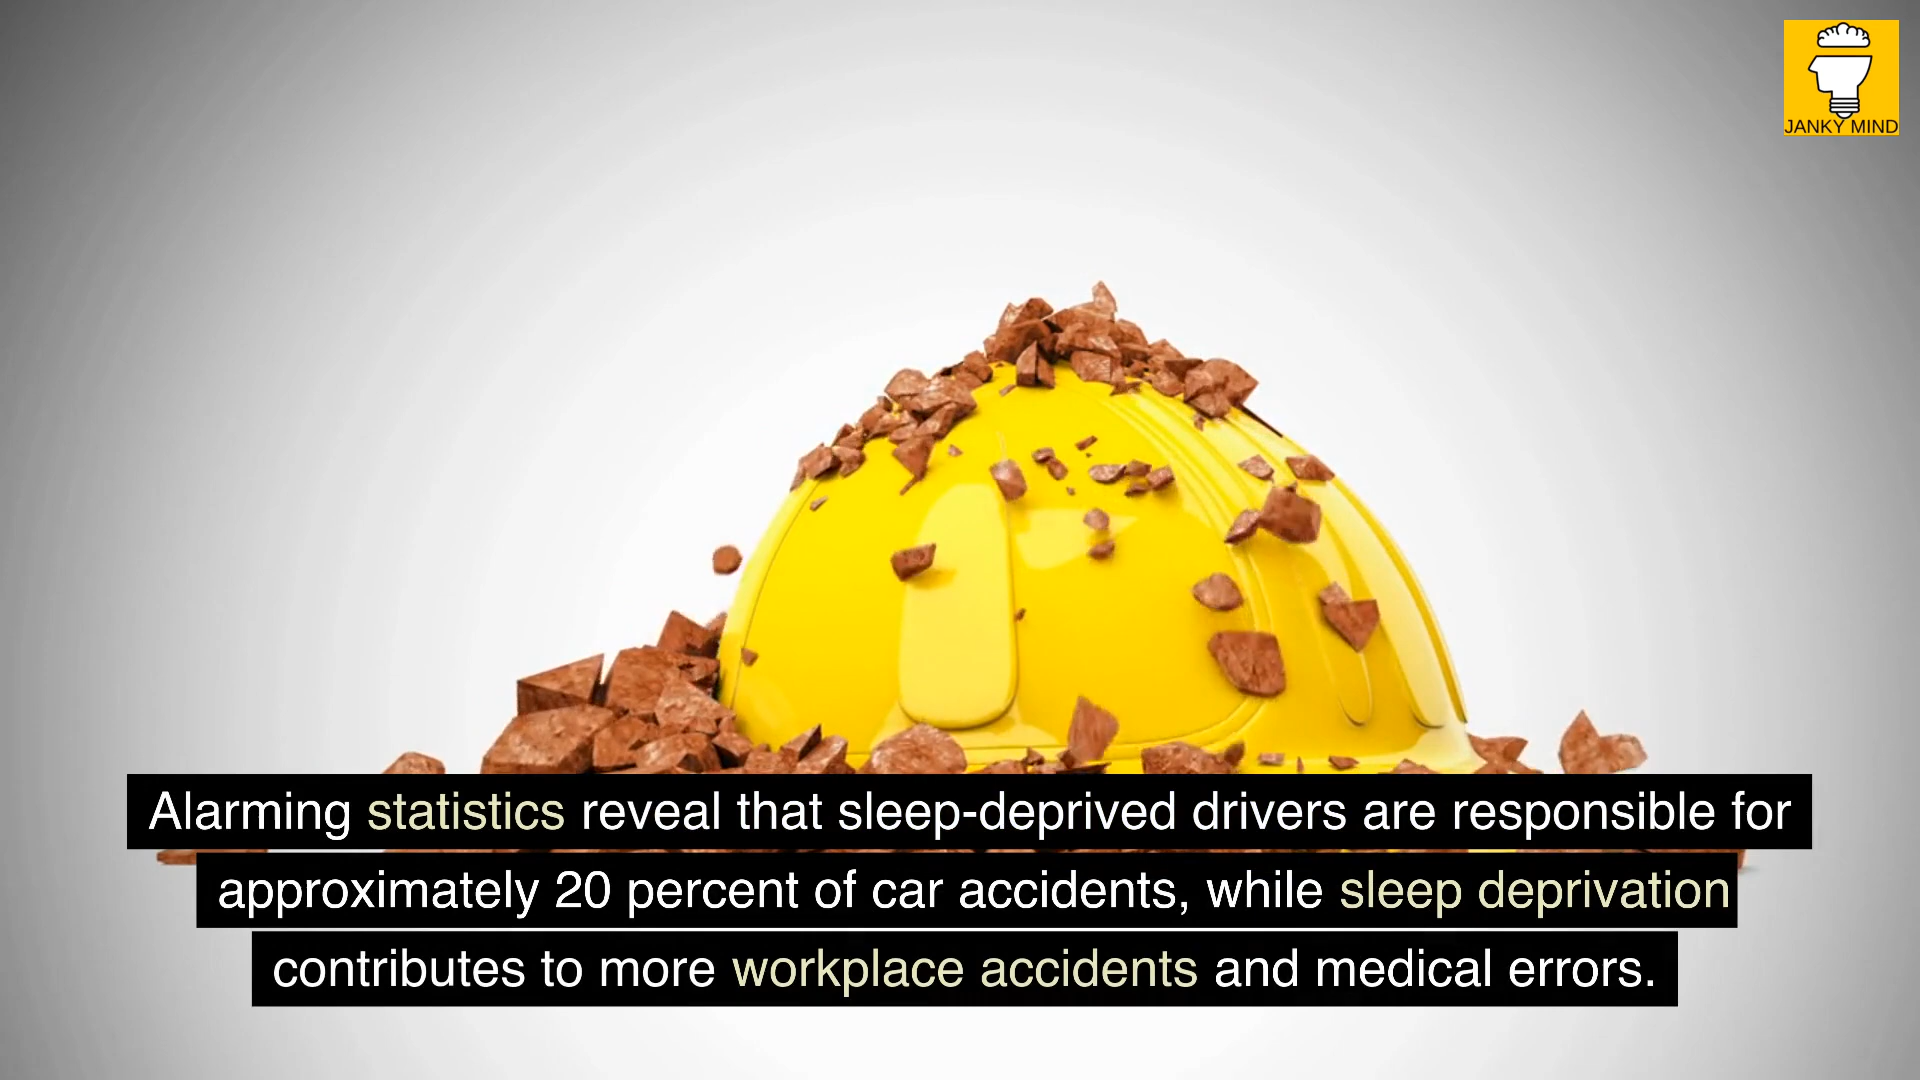 JANKY MIND
Alarming statistics reveal that sleep-deprived drivers are responsible for
approximately 20 percent of car accidents, while sleep deprivation
contributes to more workplace accidents and medical errors.